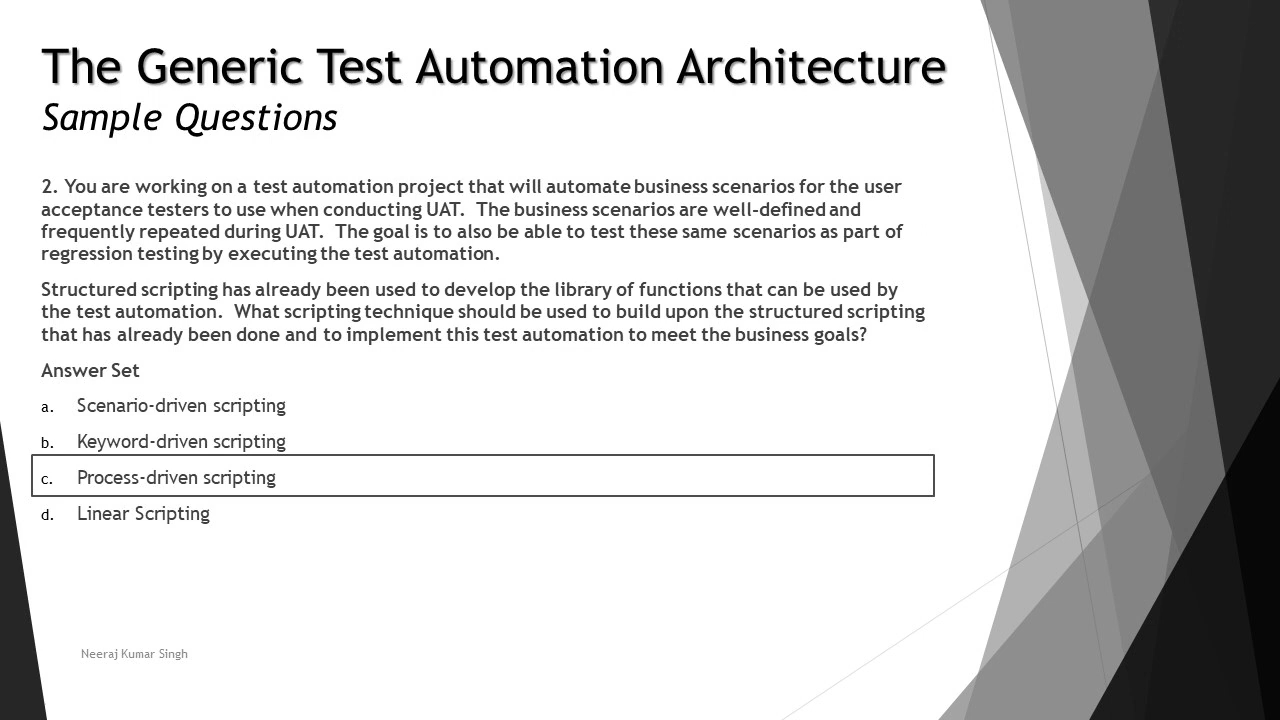 The Generic Test Automation Architecture
Sample Questions
2. You are working on a test automation project that will automate business scenarios for the user
acceptance testers to use when conducting UAT.  The business scenarios are well-defined and
frequently repeated during UAT.  The goal is to also be able to test these same scenarios as part of
regression testing by executing the test automation.
Structured scripting has already been used to develop the library of functions that can be used by
the test automation.  What scripting technique should be used to build upon the structured scripting
that has already been done and to implement this test automation to meet the business goals?
Answer Set
a. Scenario-driven scripting
b. Keyword-driven scripting
c. Process-driven scripting
d. Linear Scripting
Neeraj Kumar Singh